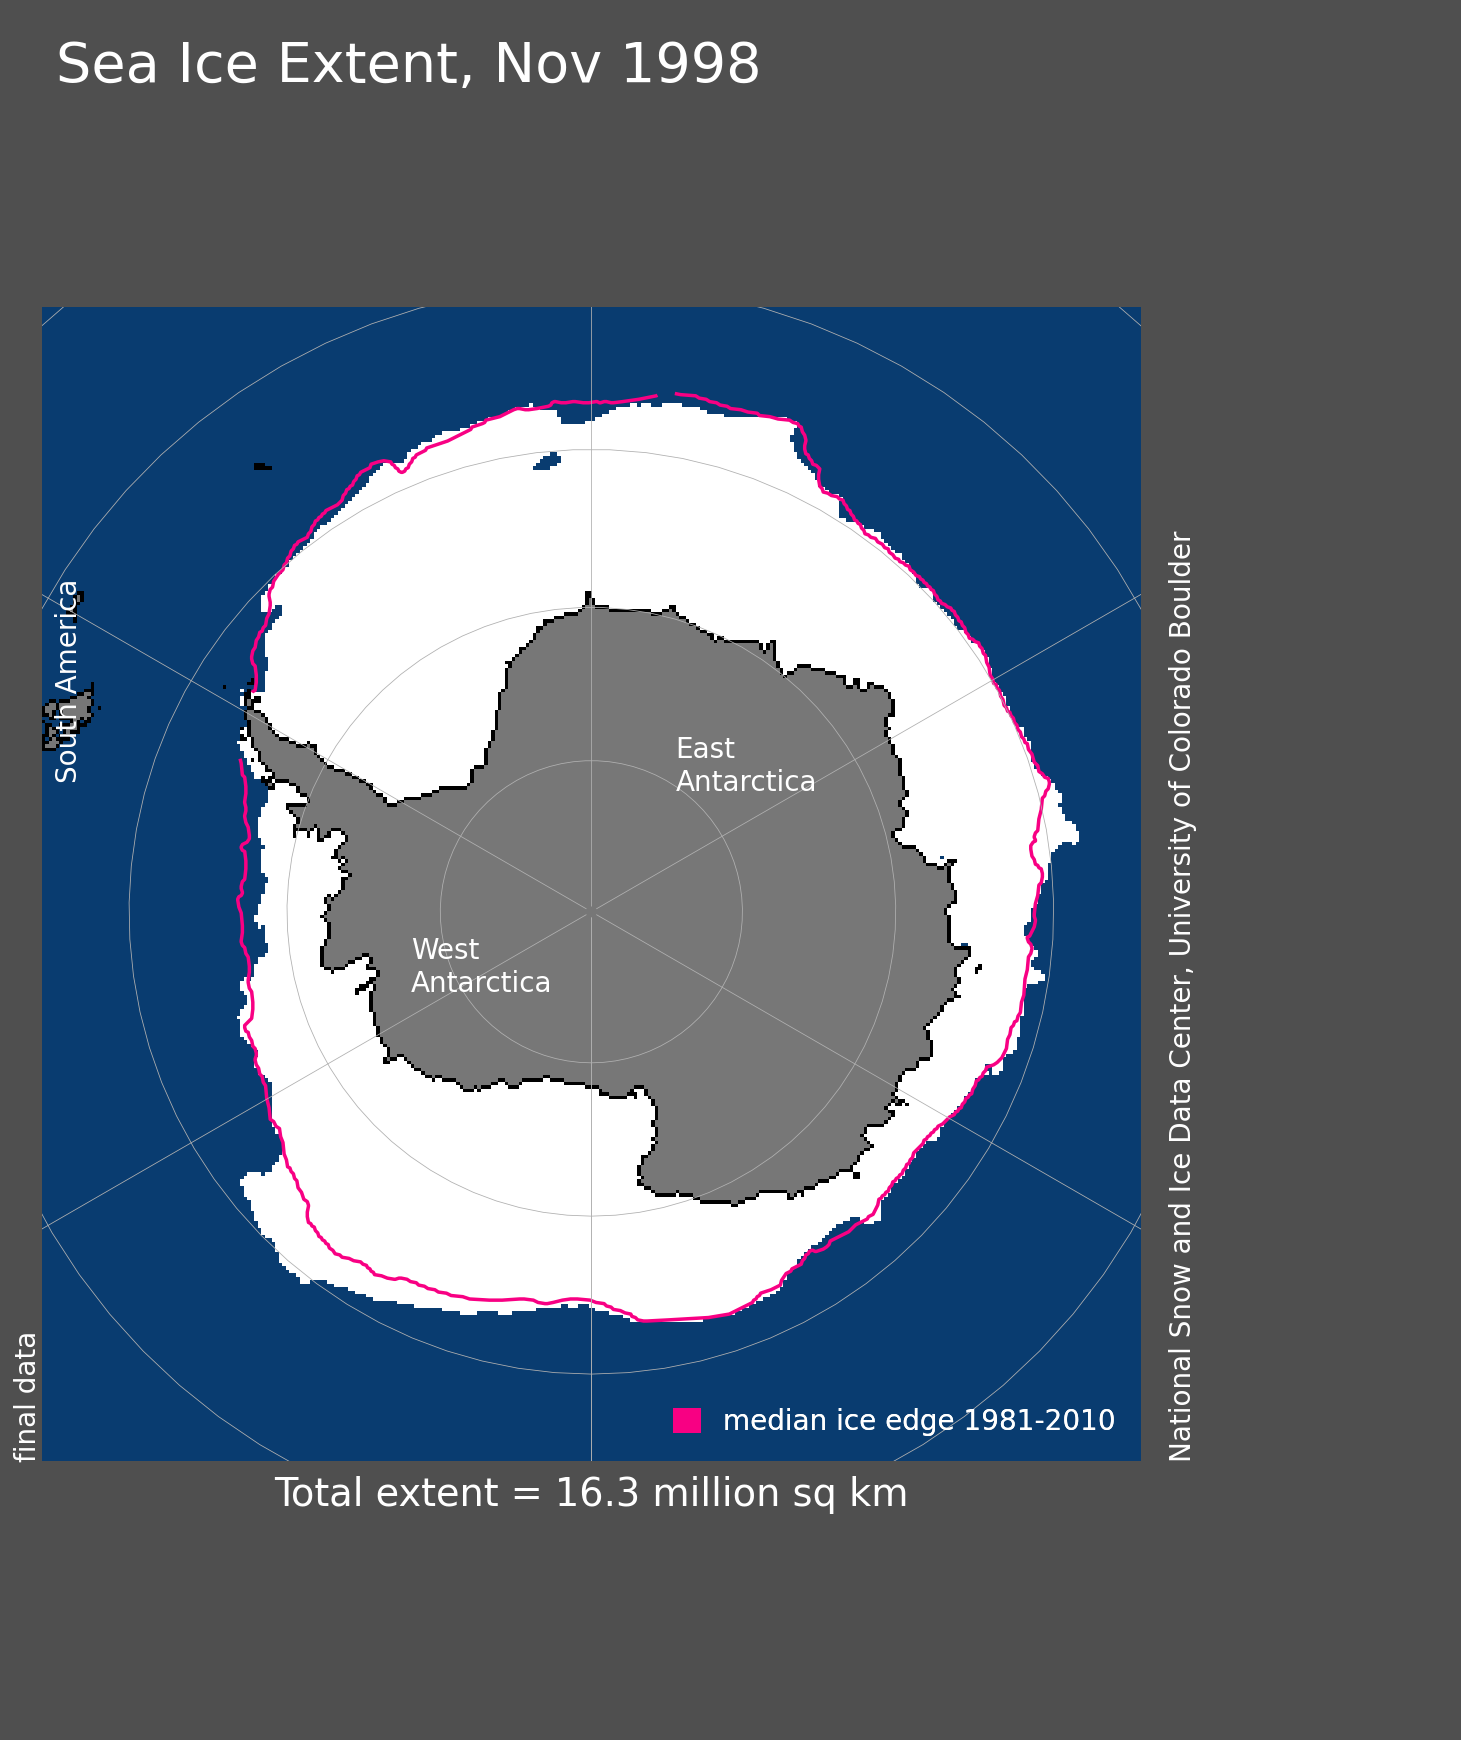 Sea Ice Extent, Nov 1998
South America
East
Antarctica
West
Antarctica
median ice edge 1981-2010
final data
National Snow and Ice Data Center, University of Colorado Boulder
Total extent = 16.3 million sq km